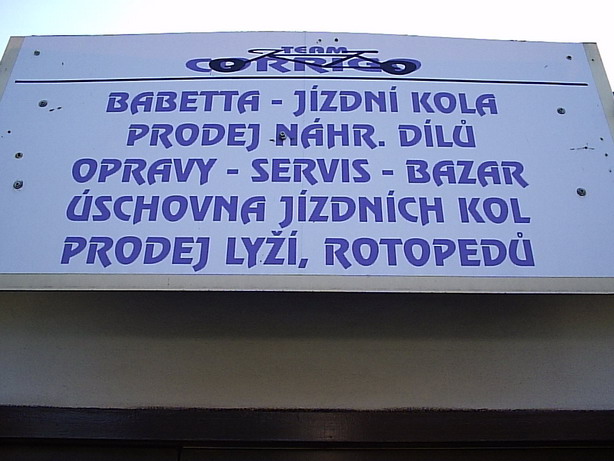 TEAM
CORRIGO
BABETTA - JÍZDNÍ KOLA
PRODEJ NÁHR. DÍLŮ
OPRAVY - SERVIS - BAZAR
ÚSCHOVNA JÍZDNÍCH KOL
PRODEJ LYŽÍ, ROTOPEDŮ